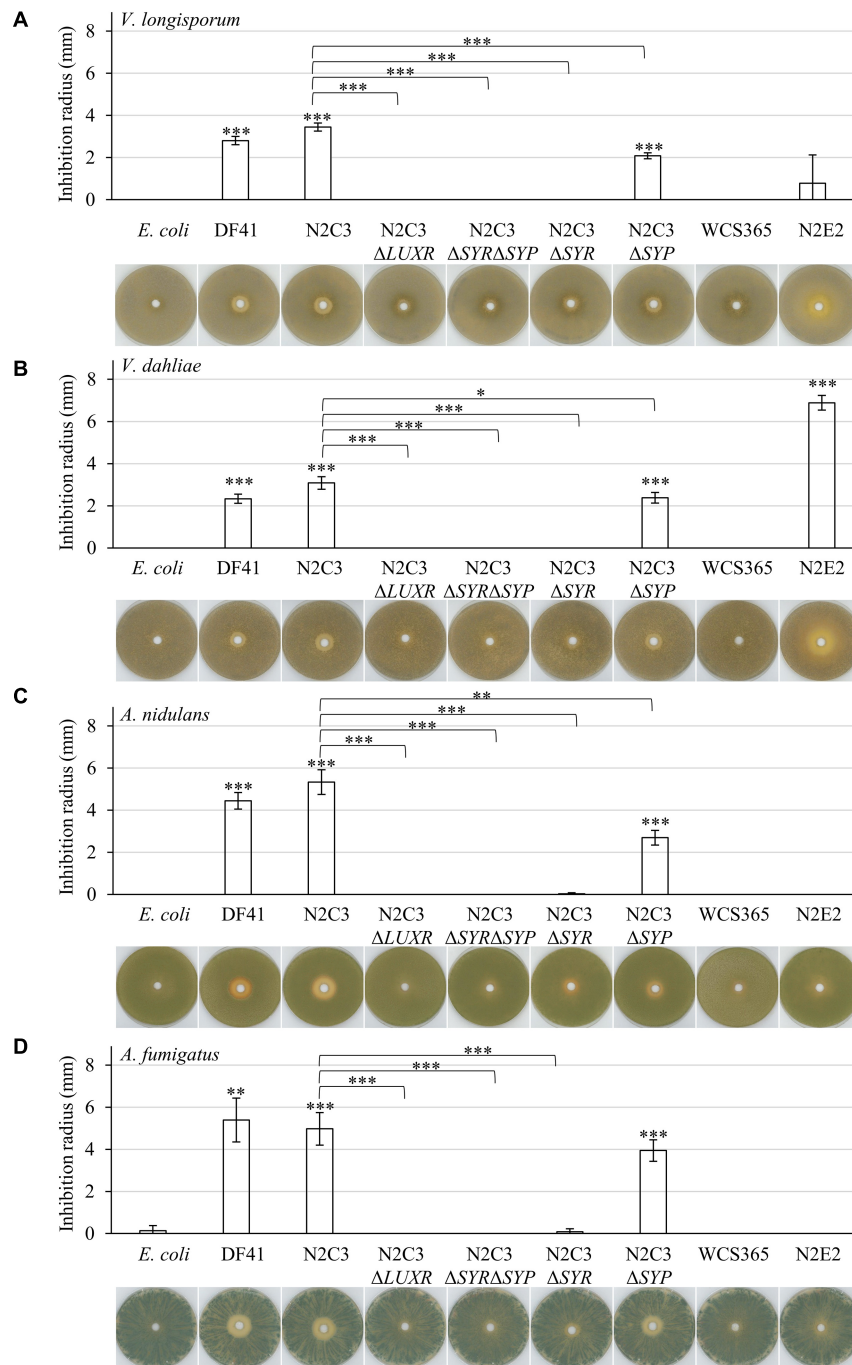 A
V. longisporum
Inhibition radius (mm)
8
6
4
2
0
***
***
***
***
***
***
***
E. coli DF41 N2C3 N2C3 N2C3 N2C3 N2C3 WCS365 N2E2
ΔLUXR ΔSYRΔSYP ΔSYR ΔSYP
B
V. dahliae
Inhibition radius (mm)
8
6
4
2
0
***
*
***
***
***
***
***
***
E. coli DF41 N2C3 N2C3 N2C3 N2C3 N2C3 WCS365 N2E2
ΔLUXR ΔSYRΔSYP ΔSYR ΔSYP
C
A. nidulans
Inhibition radius (mm)
8
6
4
2
0
**
***
***
***
***
***
***
E. coli DF41 N2C3 N2C3 N2C3 N2C3 N2C3 WCS365 N2E2
ΔLUXR ΔSYRΔSYP ΔSYR ΔSYP
D
A. fumigatus
Inhibition radius (mm)
8
6
4
2
0
***
***
***
**
***
***
E. coli DF41 N2C3 N2C3 N2C3 N2C3 N2C3 WCS365 N2E2
ΔLUXR ΔSYRΔSYP ΔSYR ΔSYP